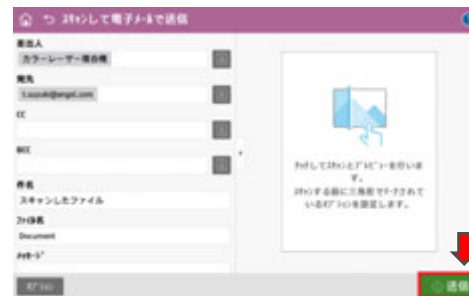 ｽｷｬﾝして電子ﾒｰﾙで送信
差出人
カラーレーザー複合機
宛先
t.suzuki@angel.com
CC
BCC
件名
スキャンしたファイル
ﾌｧｲﾙ名
Document
ﾒｯｾｰｼﾞ
ｵﾌﾟｼｮﾝ
ﾀｯﾁしてｽｷｬﾝとﾌﾟﾚﾋﾞｭｰを行いま
す。
ｽｷｬﾝする前に三角形でﾏｰｸされて
いるｵﾌﾟｼｮﾝを設定します。
送信